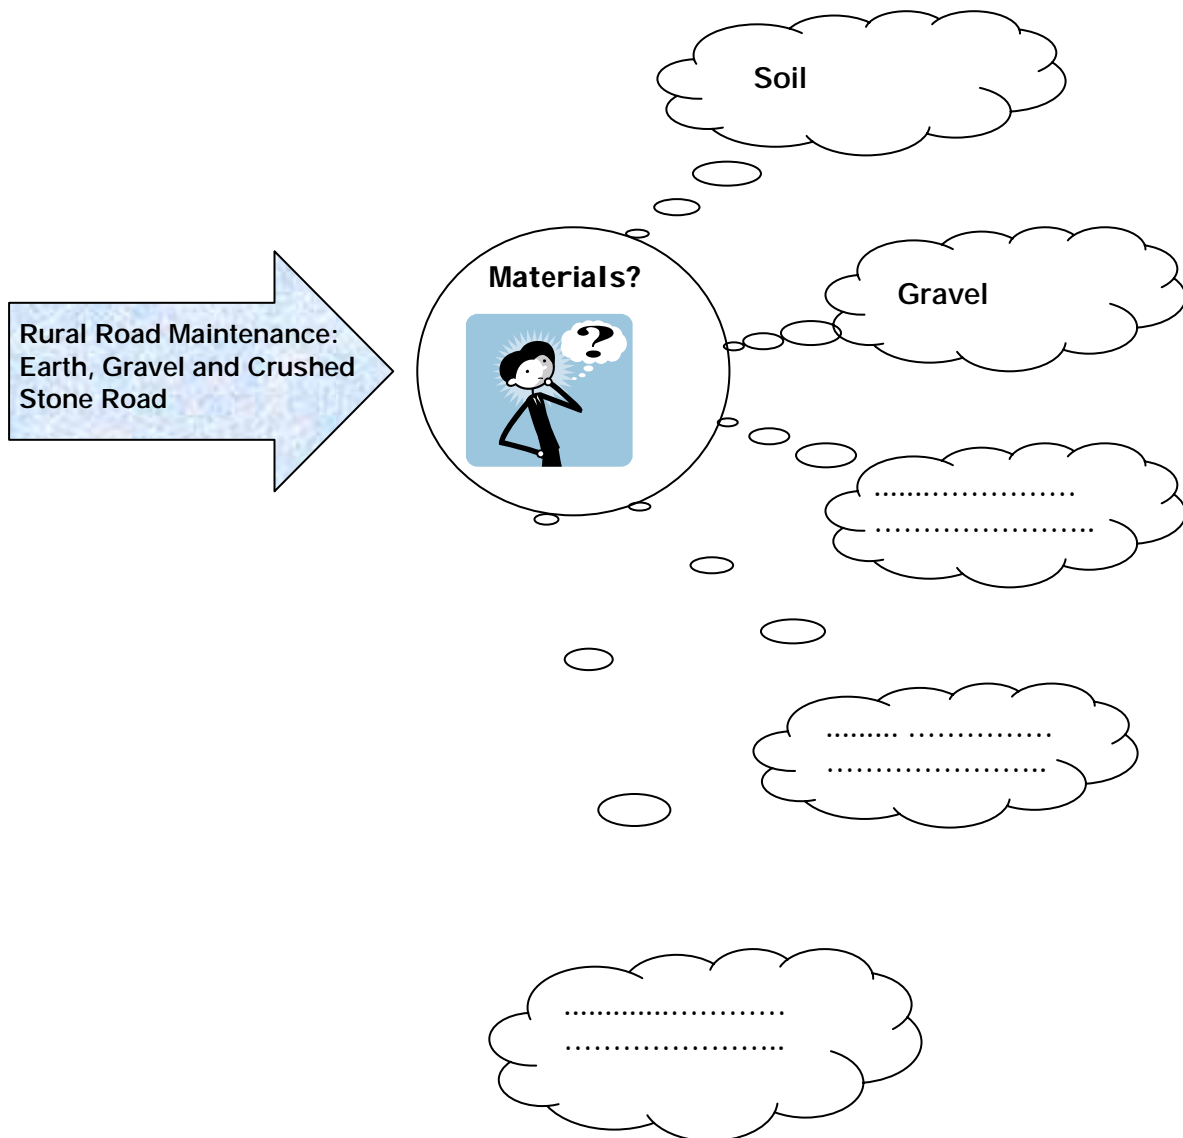 Soil
Materials?
?
Gravel
Rural Road Maintenance:
Earth, Gravel and Crushed
Stone Road
.........................
.........................
......... ...............
.........................
.........................
.........................